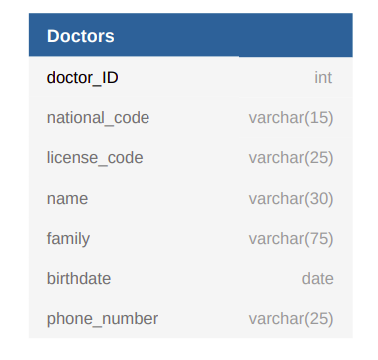 Doctors
doctor_ID int
national_code varchar(15)
license_code varchar(25)
name varchar(30)
family varchar(75)
birthdate date
phone_number varchar(25)